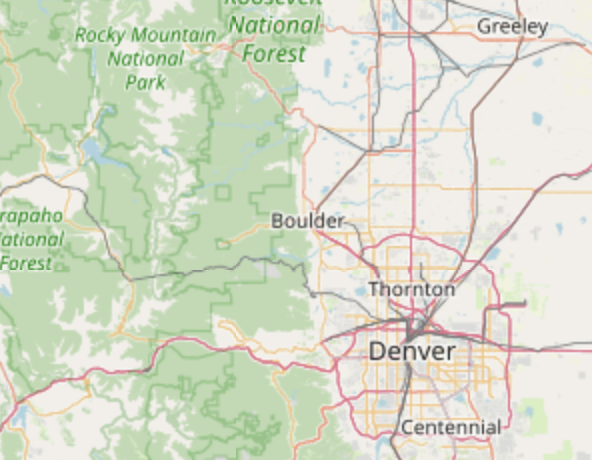 Roosevelt
National
Forest
Greeley
Rocky Mountain
National
Park
Boulder
rapaho
National
Forest
Thornton
Denver
Centennial